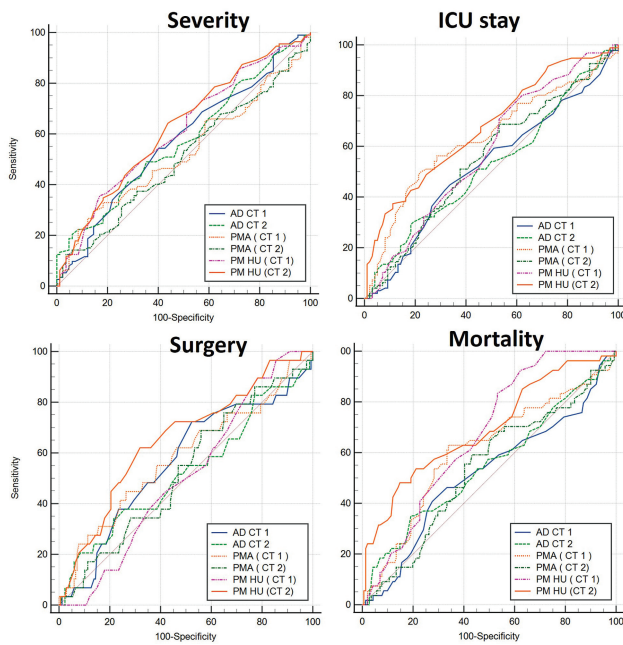 Severity
ICU stay
100
80
60
40
20
0
Sensitivity
0 20 40 60 80 100
100-Specificity
AD CT 1
AD CT 2
PMA ( CT 1)
PMA ( CT 2)
PM HU (CT 1)
PM HU (CT 2)
100
80
60
40
20
0
Sensitivity
0 20 40 60 80 100
100-Specificity
AD CT 1
AD CT 2
PMA ( CT 1)
PMA ( CT 2)
PM HU ( CT 1)
PM HU (CT 2)
Surgery
Mortality
100
80
60
40
20
0
Sensitivity
0 20 40 60 80 100
100-Specificity
AD CT 1
AD CT 2
PMA ( CT 1)
PMA ( CT 2)
PM HU ( CT 1)
PM HU (CT 2)
00
80
60
40
20
0
0 20 40 60 80 100
100-Specificity
AD CT 1
AD CT 2
PMA ( CT 1 )
PMA ( CT 2)
PM HU ( CT 1)
PM HU (CT 2)